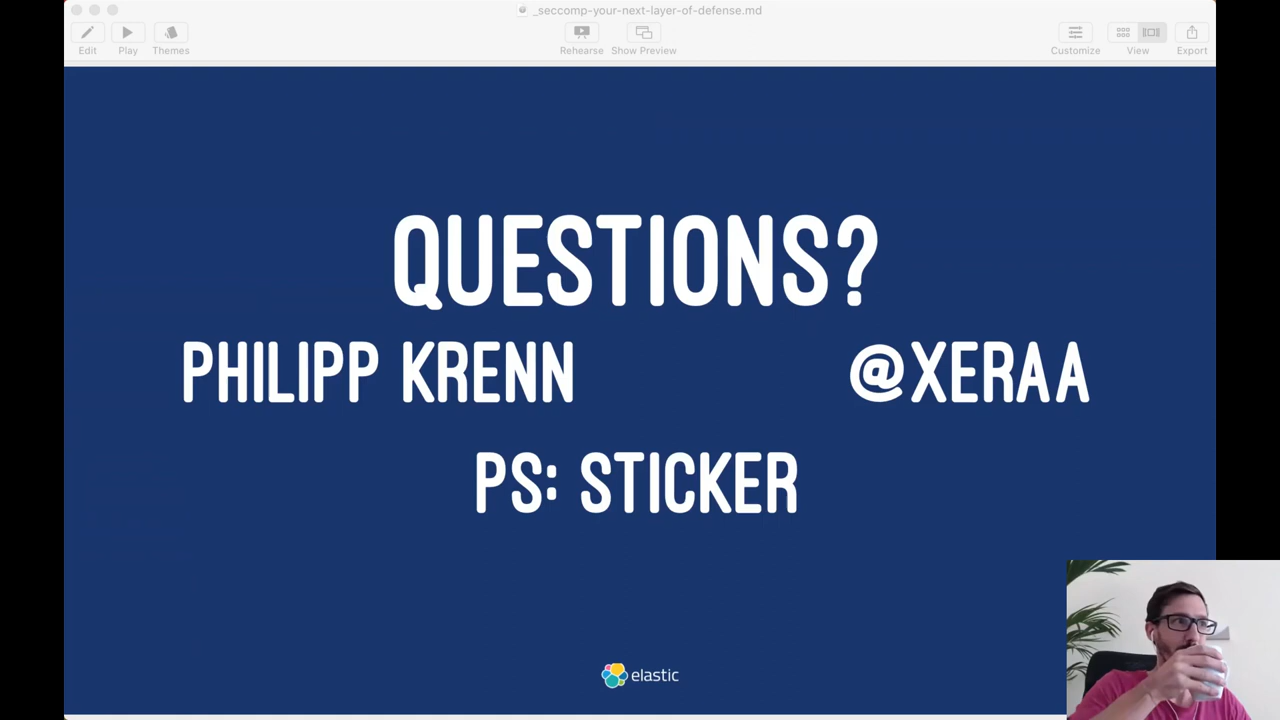 _seccomp-your-next-layer-of-defense.md
Edit Play Themes Rehearse Show Preview Customize View Export
QUESTIONS?
PHILIPP KRENN @XERAA
PS: STICKER
elastic